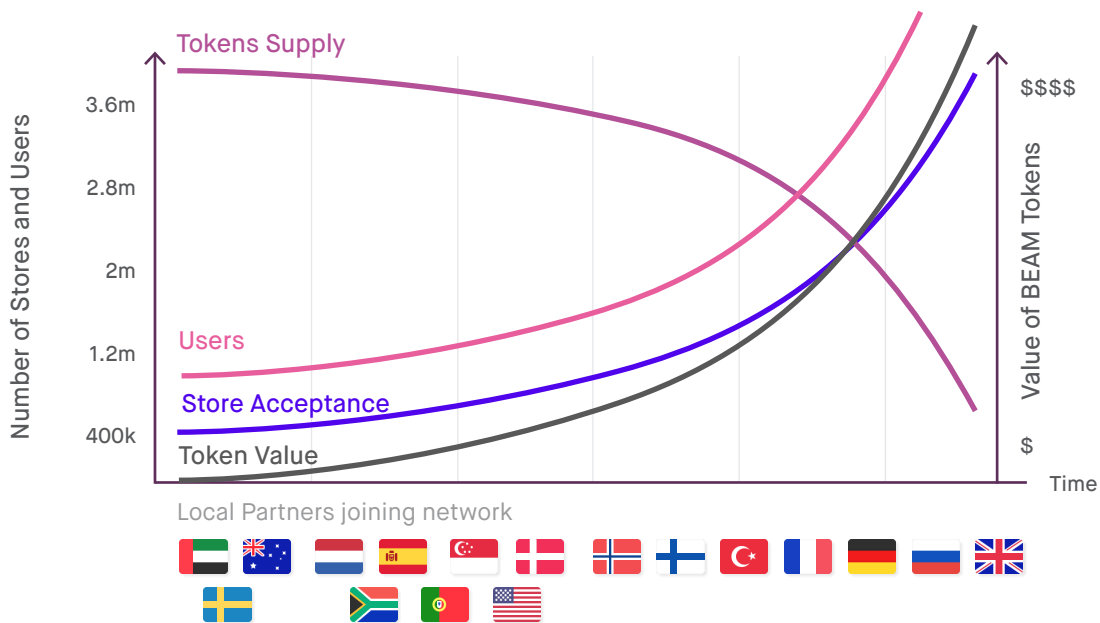 Tokens Supply
$$$$
3.6m
Number of Stores and Users
2.8m
Value of BEAM Tokens
2m
Users
1.2m
Store Acceptance
400k
Token Value
$
Time
Local Partners joining network